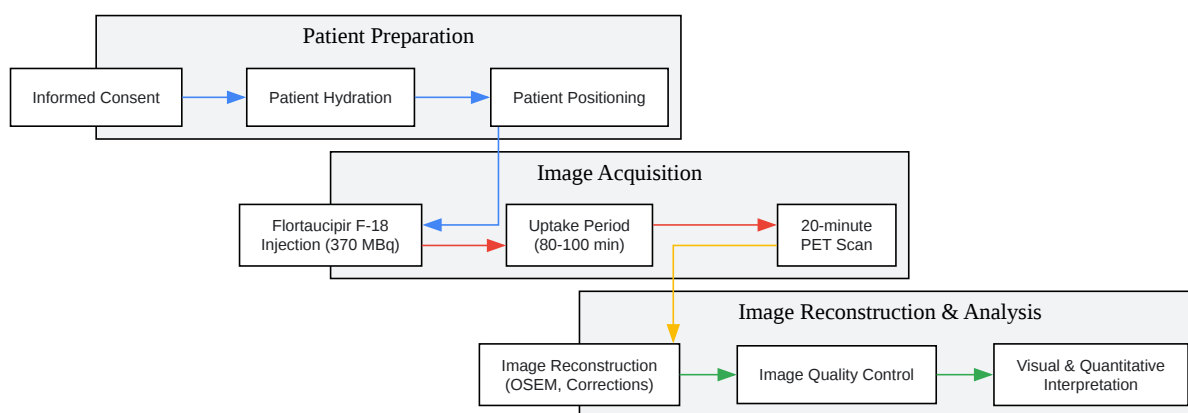 Patient Preparation
Informed Consent
Patient Hydration
Patient Positioning
Image Acquisition
Flortaucipir F-18
Injection (370 MBq)
Uptake Period
(80-100 min)
20-minute
PET Scan
Image Reconstruction & Analysis
Image Reconstruction
(OSEM, Corrections)
Image Quality Control
Visual & Quantitative
Interpretation